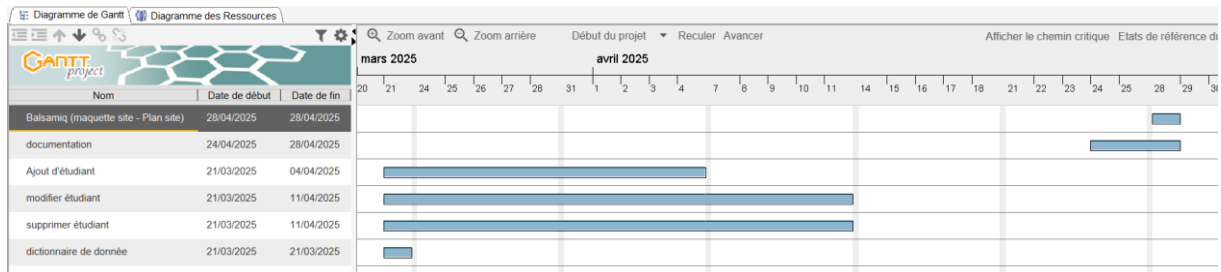 Diagramme de Gantt Diagramme des Ressources
Zoom avant Zoom arrière Début du projet Reculer Avancer Afficher le chemin critique Etats de référence du
GANTT project
mars 2025 avril 2025
Nom Date de début Date de fin
20 21 24 25 26 27 28 31 1 2 3 4 7 8 9 10 11 14 15 16 17 18 21 22 23 24 25 28 29 30
Balsamiq (maquette site - Plan site) 28/04/2025 28/04/2025
documentation 24/04/2025 28/04/2025
Ajout d'étudiant 21/03/2025 04/04/2025
modifier étudiant 21/03/2025 11/04/2025
supprimer étudiant 21/03/2025 11/04/2025
dictionnaire de donnée 21/03/2025 21/03/2025